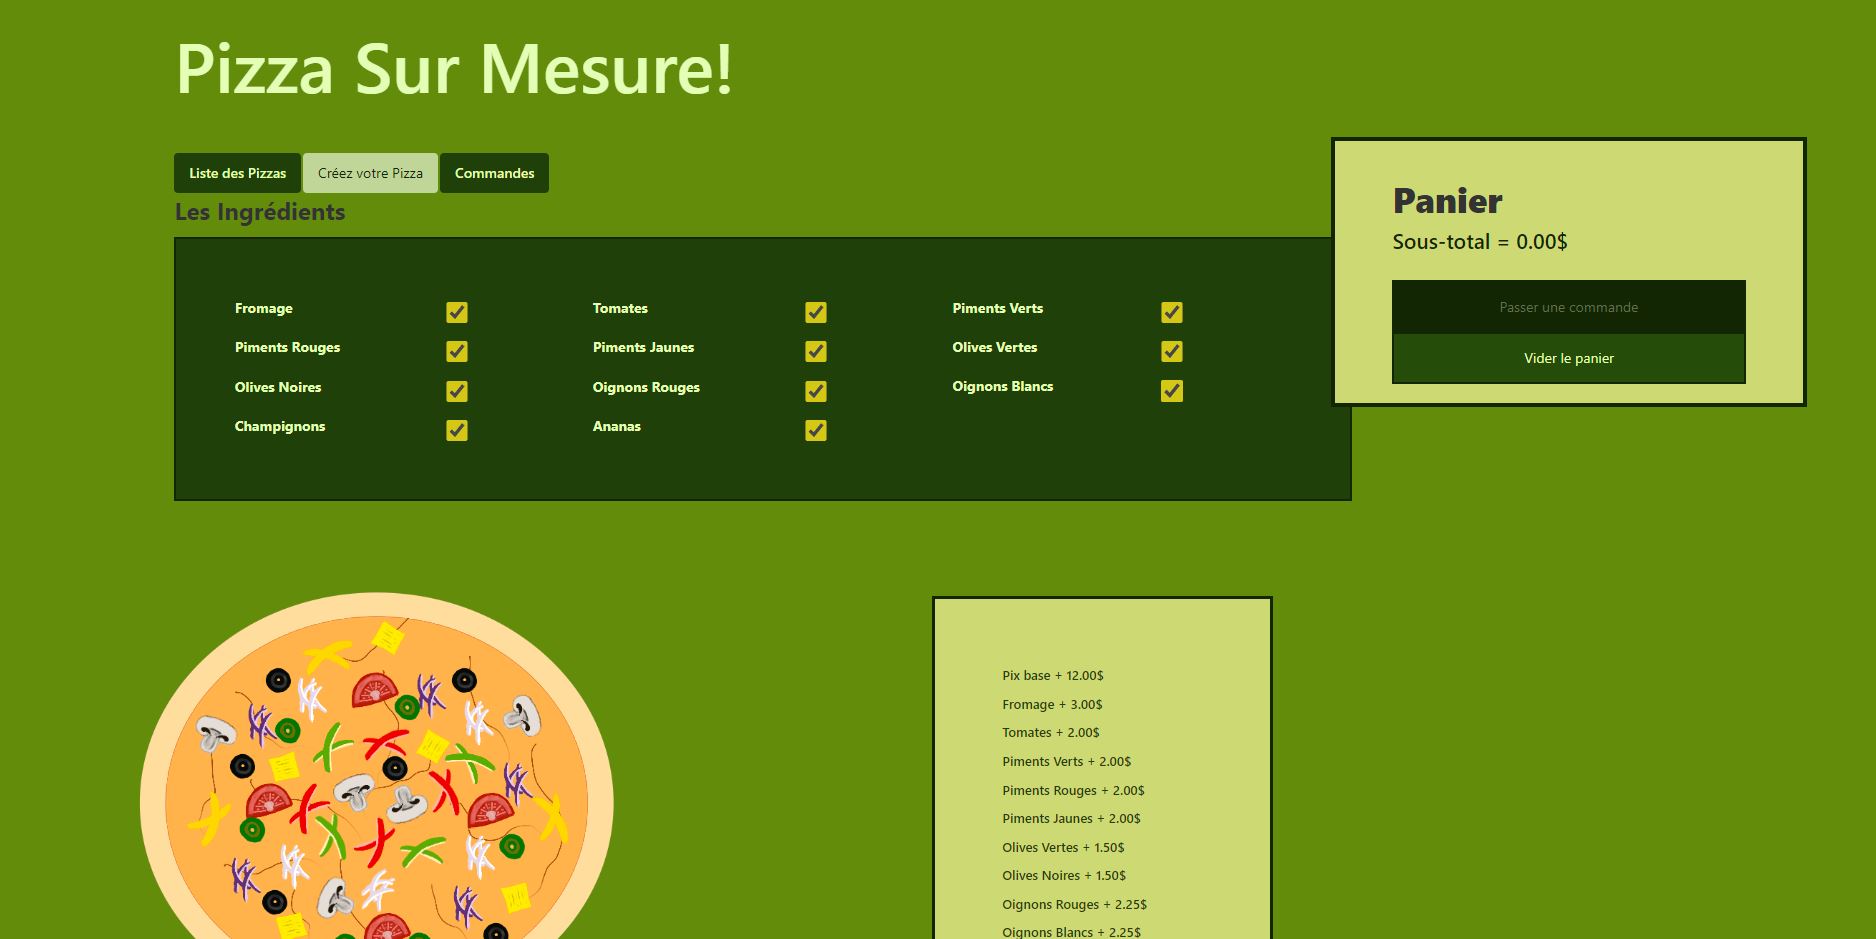 Pizza Sur Mesure!
Liste des Pizzas Créez votre Pizza Commandes
Les Ingrédients
Fromage Tomates Piments Verts
Piments Rouges Piments Jaunes Olives Vertes
Olives Noires Oignons Rouges Oignons Blancs
Champignons Ananas
Panier
Sous-total = 0.00$
Passer une commande
Vider le panier
Pix base + 12.00$
Fromage + 3.00$
Tomates + 2.00$
Piments Verts + 2.00$
Piments Rouges + 2.00$
Piments Jaunes + 2.00$
Olives Vertes + 1.50$
Olives Noires + 1.50$
Oignons Rouges + 2.25$
Oignons Blancs + 2.25$